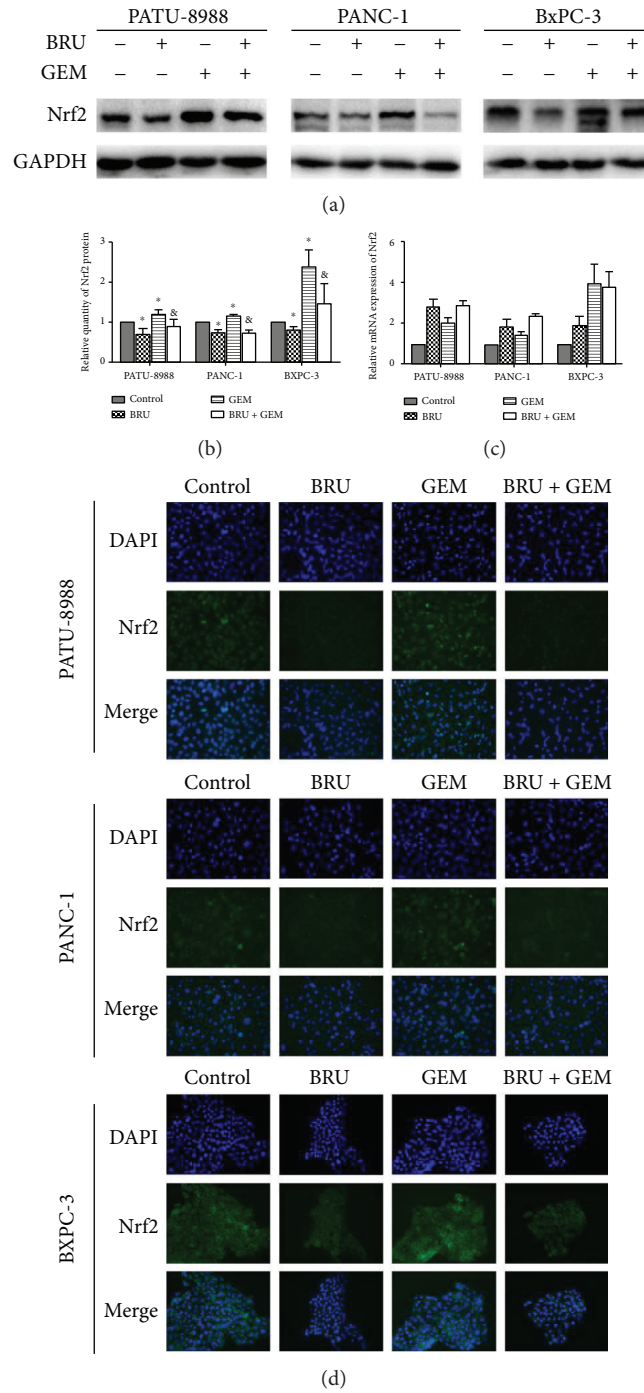 PATU-8988 PANC-1 BxPC-3
BRU – + – + – + – + – + – +
GEM – – + + – – + + – – + +
Nrf2
GAPDH
(a)
Relative quantity of Nrf2 protein
3
2
1
0
* * & * * & * * &
PATU-8988 PANC-1 BXPC-3
Control GEM
BRU BRU + GEM
(b)
Relative mRNA expression of Nrf2
6
4
2
0
PATU-8988 PANC-1 BXPC-3
Control GEM
BRU BRU + GEM
(c)
PATU-8988
Control BRU GEM BRU + GEM
DAPI
Nrf2
Merge
PANC-1
Control BRU GEM BRU + GEM
DAPI
Nrf2
Merge
BXPC-3
Control BRU GEM BRU + GEM
DAPI
Nrf2
Merge
(d)